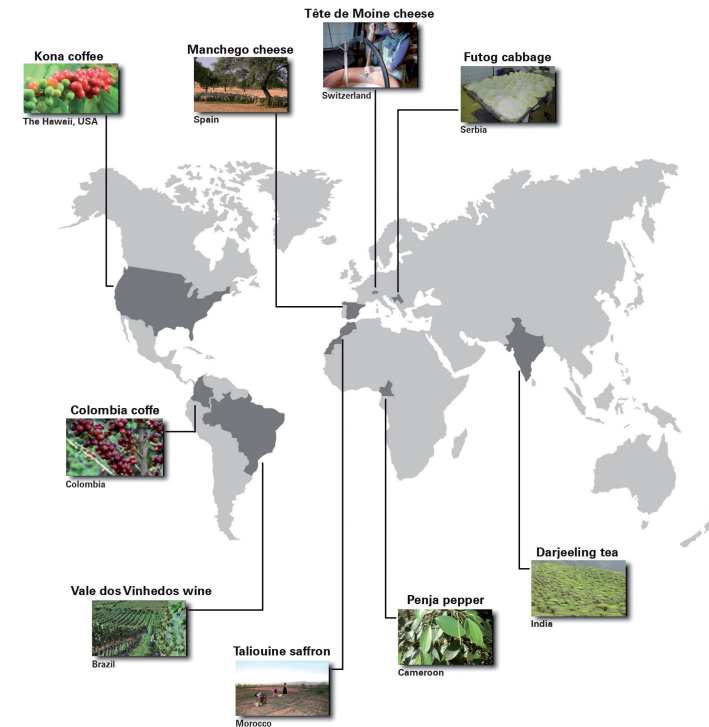 Tête de Moine cheese
Switzerland
Kona coffee
The Hawaii, USA
Manchego cheese
Spain
Futog cabbage
Serbia
Colombia coffe
Colombia
Vale dos Vinhedos wine
Brazil
Taliouine saffron
Morocco
Penja pepper
Cameroon
Darjeeling tea
India